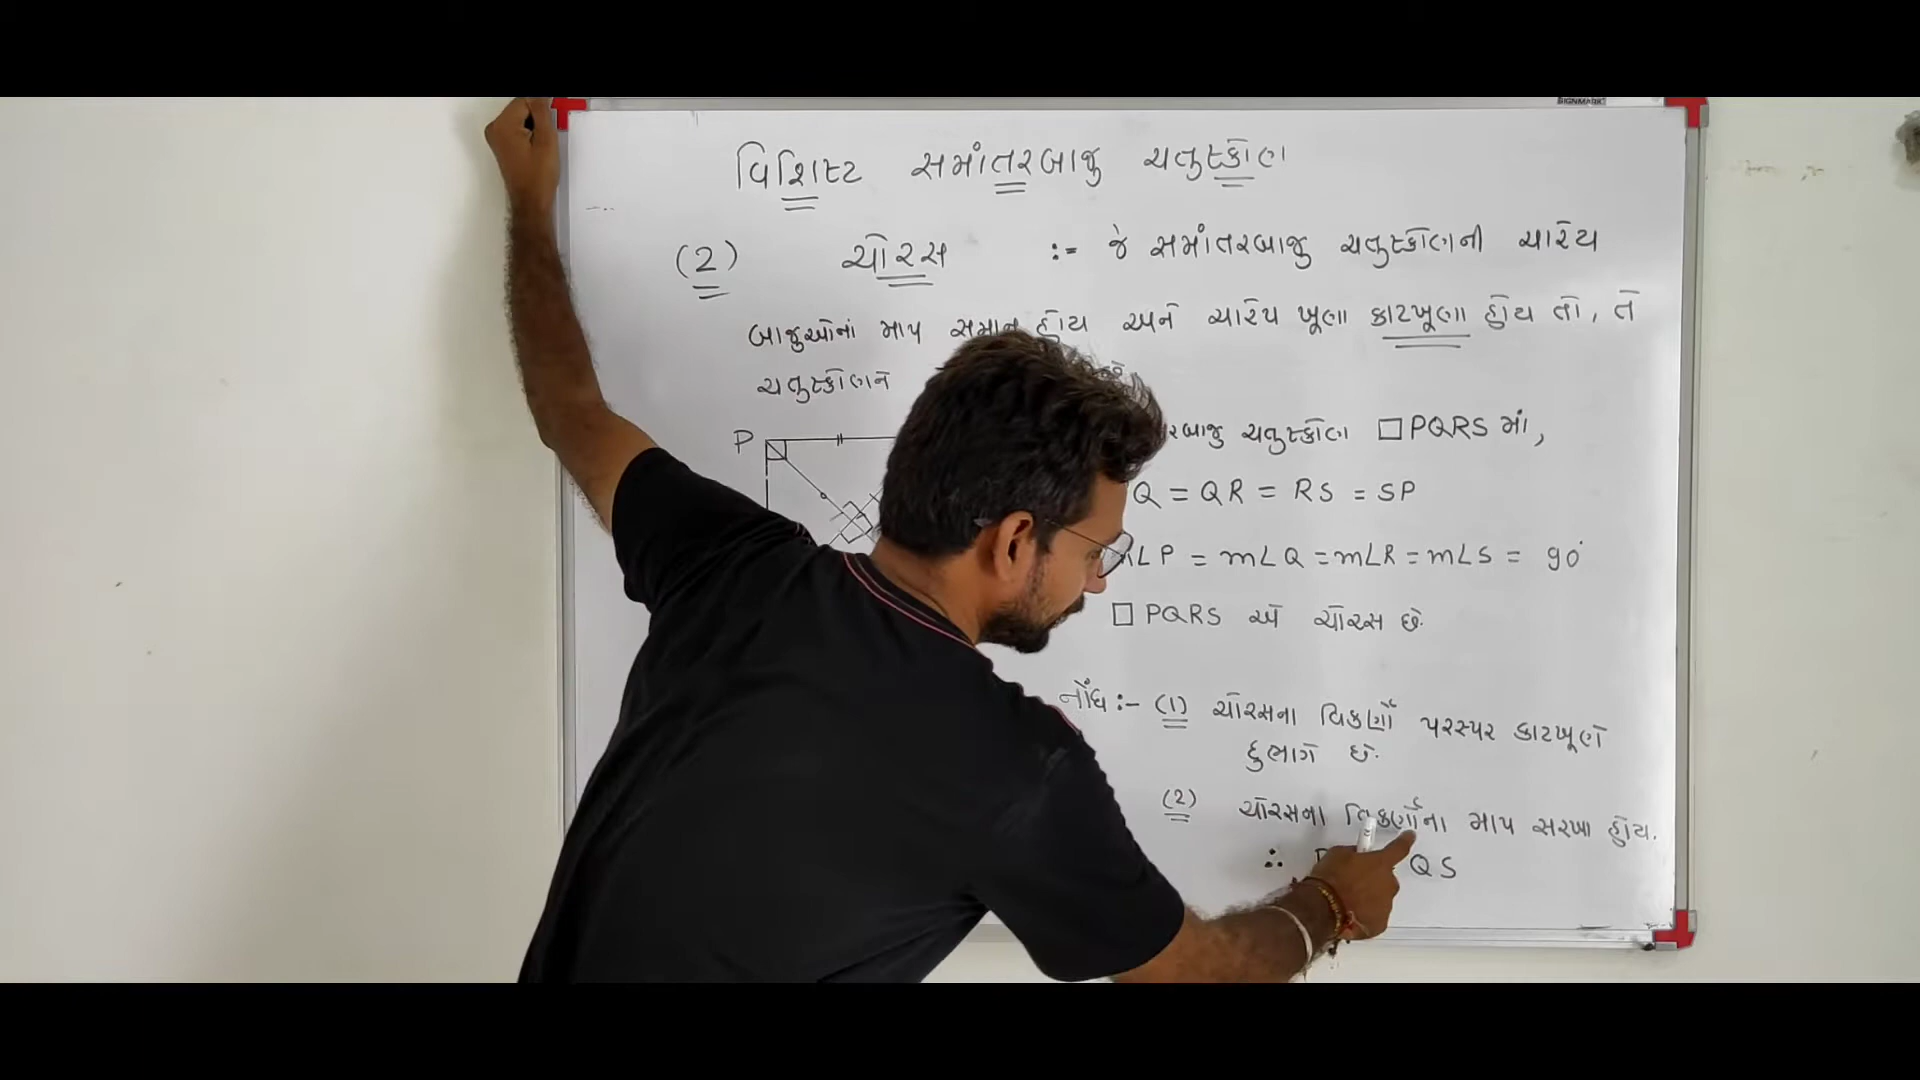 SIGNMARK
વિશિષ્ટ સમાંતરબાજુ ચતુષ્કોણ
(2) ચોરસ := જે સમાંતરબાજુ ચતુષ્કોણની ચારેય
બાજુઓનાં માપ સમાન હોય અને ચારેય ખૂણા કાટખૂણા હોય તો, તે
ચતુષ્કોણને
P
રબાજુ ચતુષ્કોણ □PQRS માં,
Q = QR = RS = SP
∠P = m∠Q = m∠R = m∠S = 90°
□ PQRS એ ચોરસ છે.
નોંધ :- (1) ચોરસના વિકર્ણો પરસ્પર કાટખૂણે
દુભાગે છે.
(2) ચોરસના વિકર્ણોના માપ સરખા હોય.
∴ QS